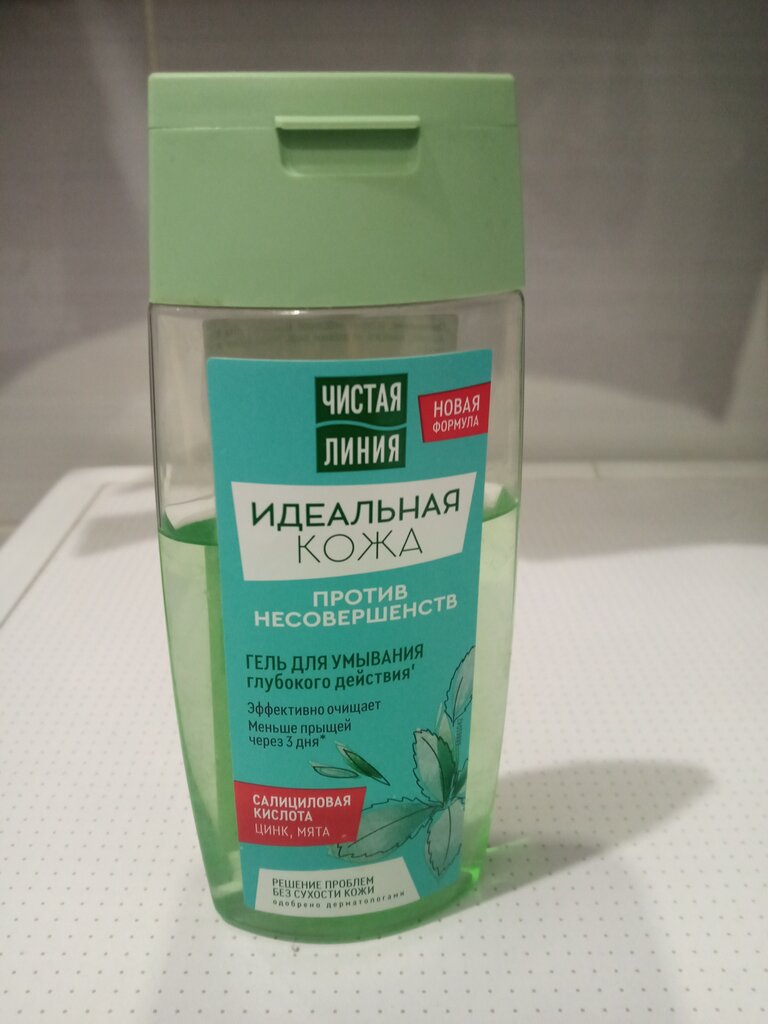 ЧИСТАЯ
ЛИНИЯ
НОВАЯ
ФОРМУЛА
ИДЕАЛЬНАЯ
КОЖА
ПРОТИВ
НЕСОВЕРШЕНСТВ
ГЕЛЬ ДЛЯ УМЫВАНИЯ
глубокого действия¹
Эффективно очищает
Меньше прыщей
через 3 дня*
САЛИЦИЛОВАЯ
КИСЛОТА
ЦИНК, МЯТА
РЕШЕНИЕ ПРОБЛЕМ
БЕЗ СУХОСТИ КОЖИ
одобрено дерматологами